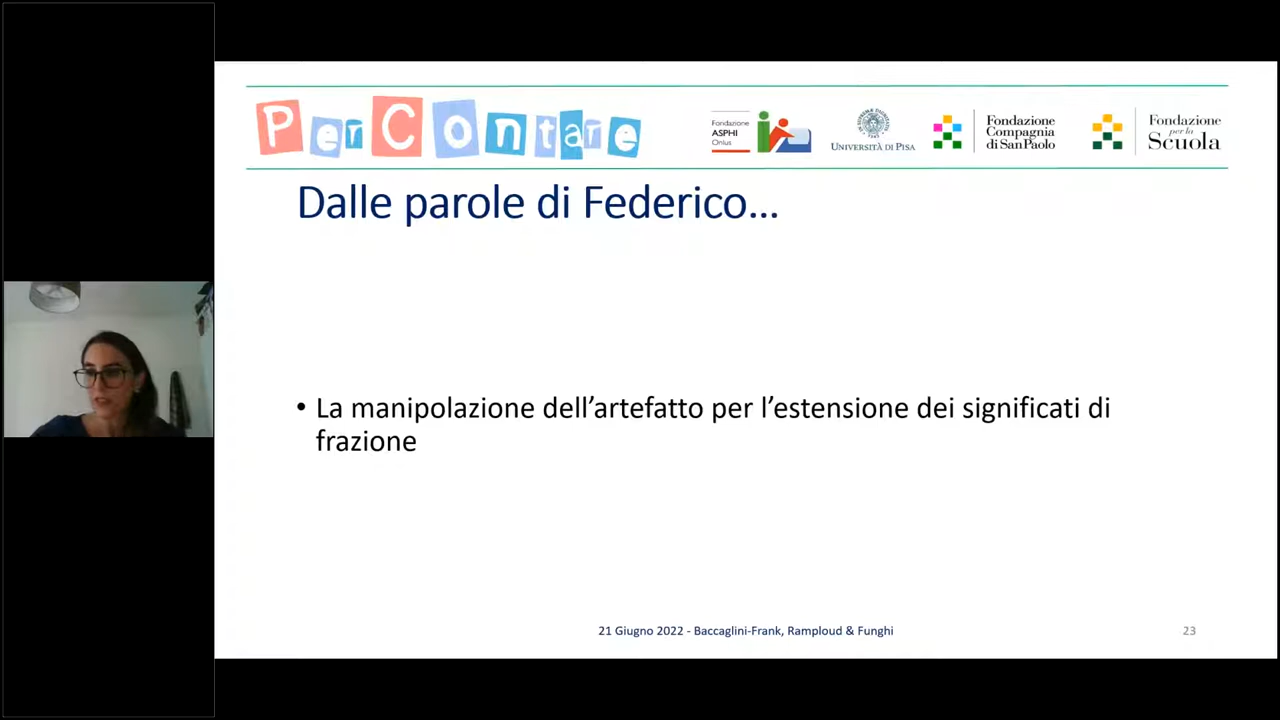 PerContare
Fondazione
ASPHI
Onlus
UNIVERSITÀ DI PISA
Fondazione
Compagnia
di San Paolo
Fondazione
per la
Scuola
Dalle parole di Federico...
• La manipolazione dell'artefatto per l'estensione dei significati di
frazione
21 Giugno 2022 - Baccaglini-Frank, Ramploud & Funghi
23